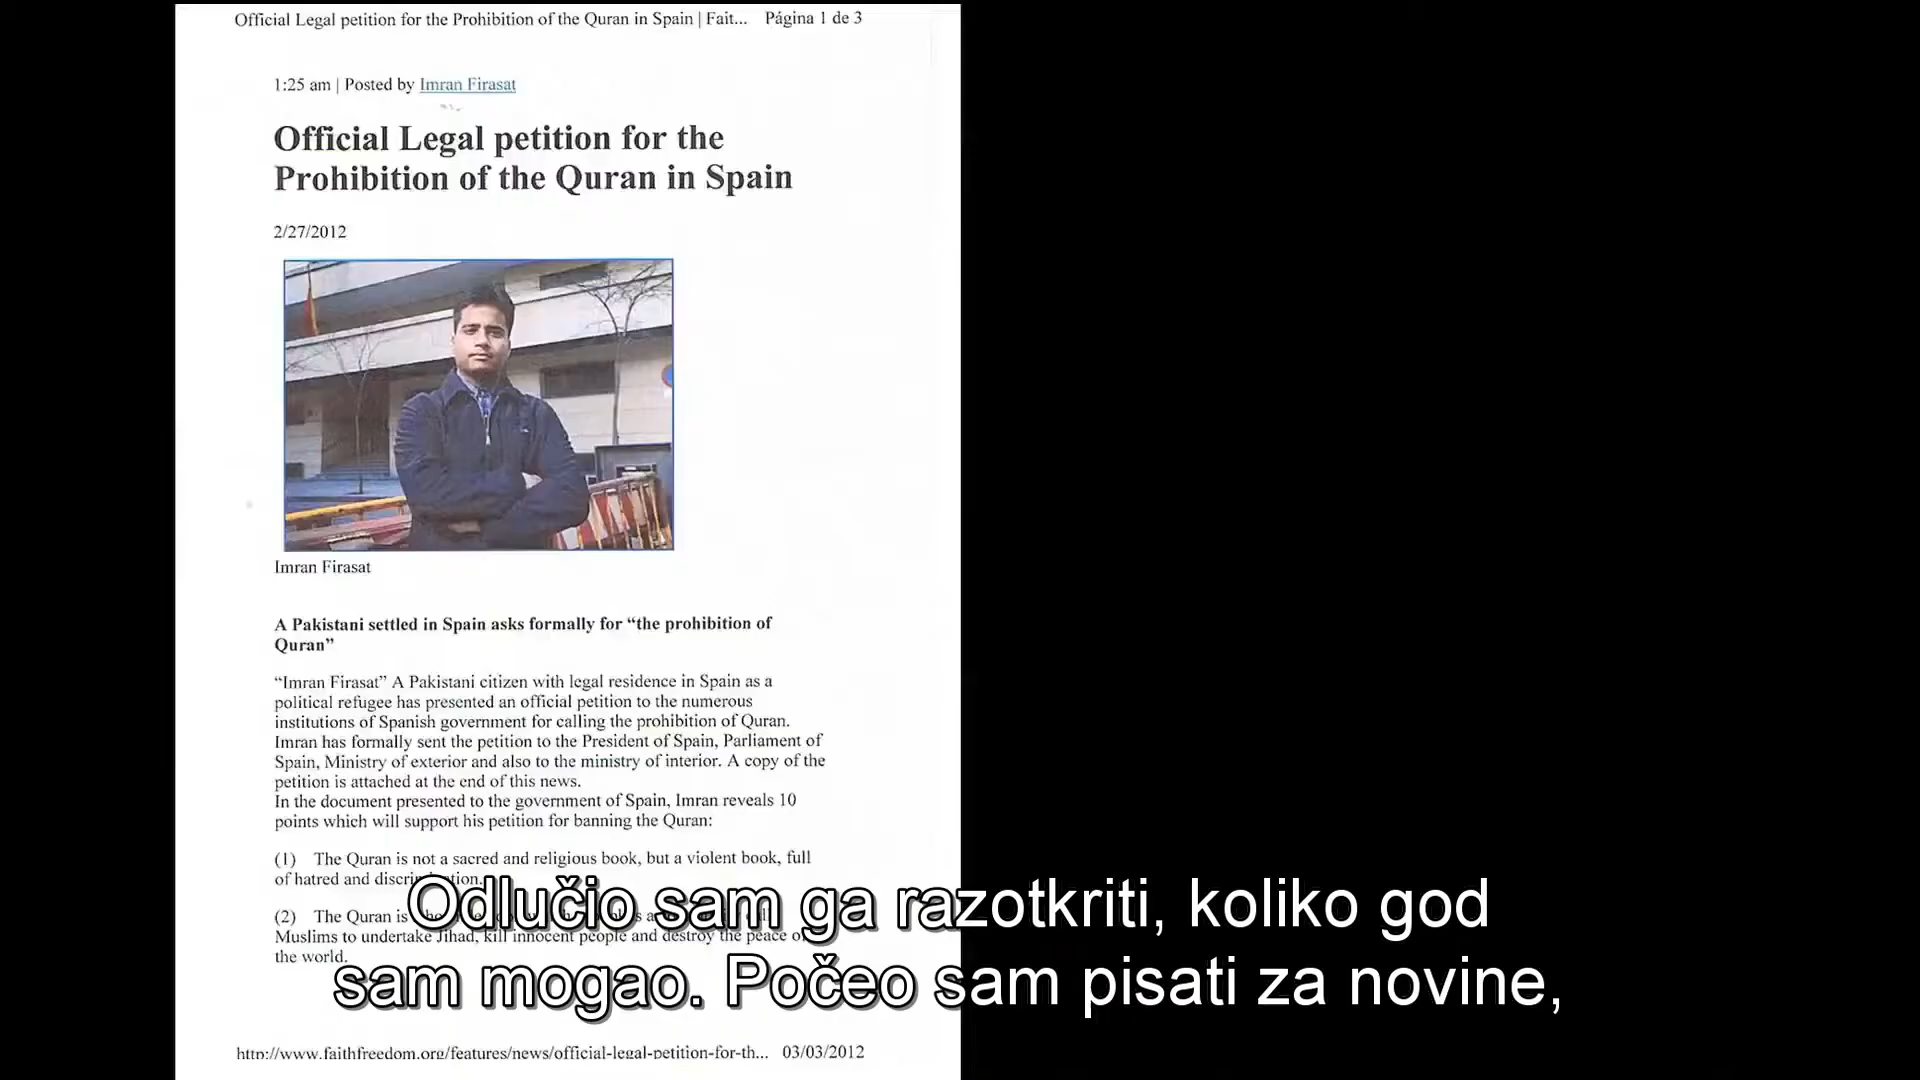 Official Legal petition for the Prohibition of the Quran in Spain | Fait... Página 1 de 3
1:25 am | Posted by Imran Firasat
Official Legal petition for the
Prohibition of the Quran in Spain
2/27/2012
Imran Firasat
A Pakistani settled in Spain asks formally for “the prohibition of
Quran”
“Imran Firasat” A Pakistani citizen with legal residence in Spain as a
political refugee has presented an official petition to the numerous
institutions of Spanish government for calling the prohibition of Quran.
Imran has formally sent the petition to the President of Spain, Parliament of
Spain, Ministry of exterior and also to the ministry of interior. A copy of the
petition is attached at the end of this news.
In the document presented to the government of Spain, Imran reveals 10
points which will support his petition for banning the Quran:
(1) The Quran is not a sacred and religious book, but a violent book, full
of hatred and discrimination.
(2) The Quran is
Muslims to undertake Jihad, kill innocent people and destroy the peace of
the world.
Odlučio sam ga razotkriti, koliko god
sam mogao. Počeo sam pisati za novine,
http://www.faithfreedom.org/features/news/official-legal-petition-for-th... 03/03/2012